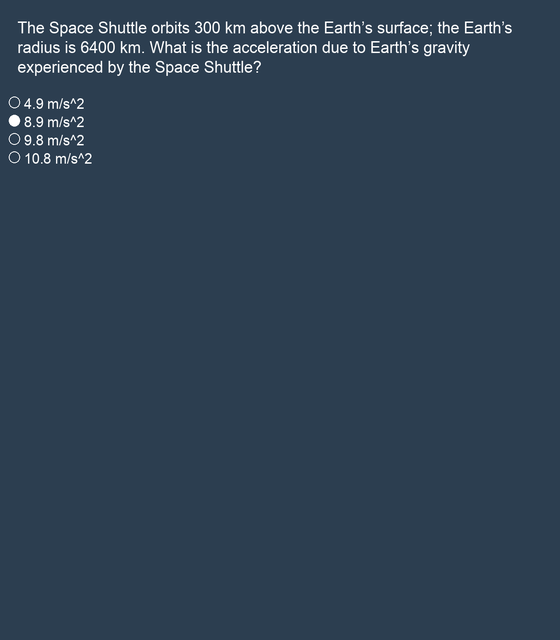 The Space Shuttle orbits 300 km above the Earth’s surface; the Earth’s
radius is 6400 km. What is the acceleration due to Earth’s gravity
experienced by the Space Shuttle?
4.9 m/s^2
8.9 m/s^2
9.8 m/s^2
10.8 m/s^2